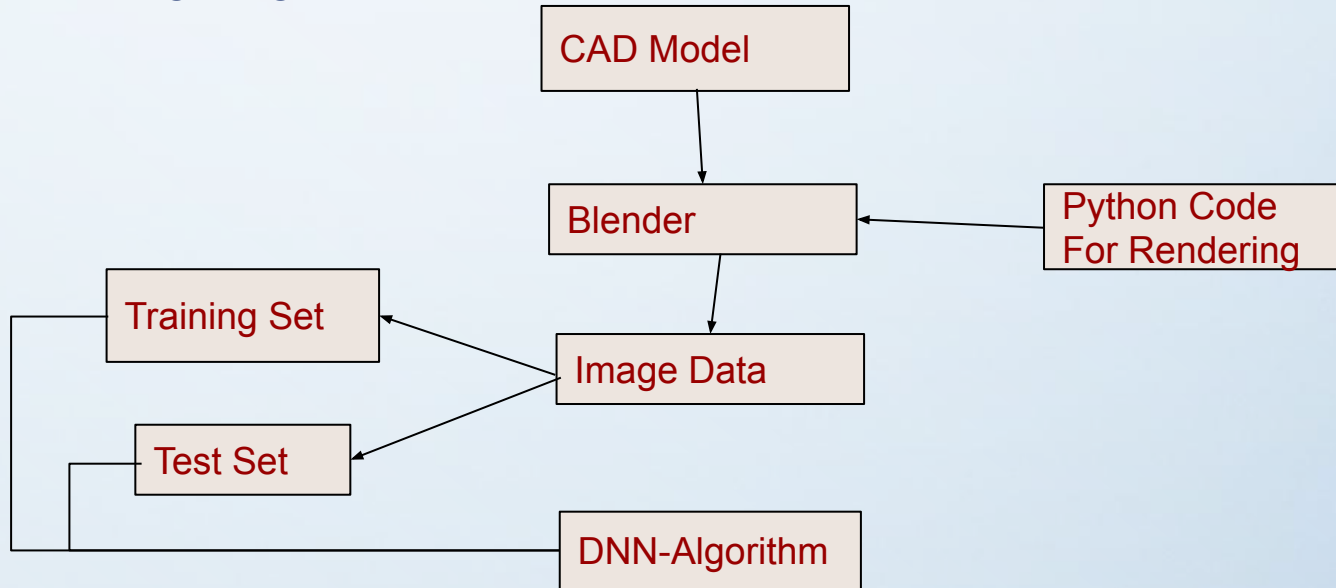 CAD Model
Blender
Python Code
For Rendering
Training Set
Image Data
Test Set
DNN-Algorithm